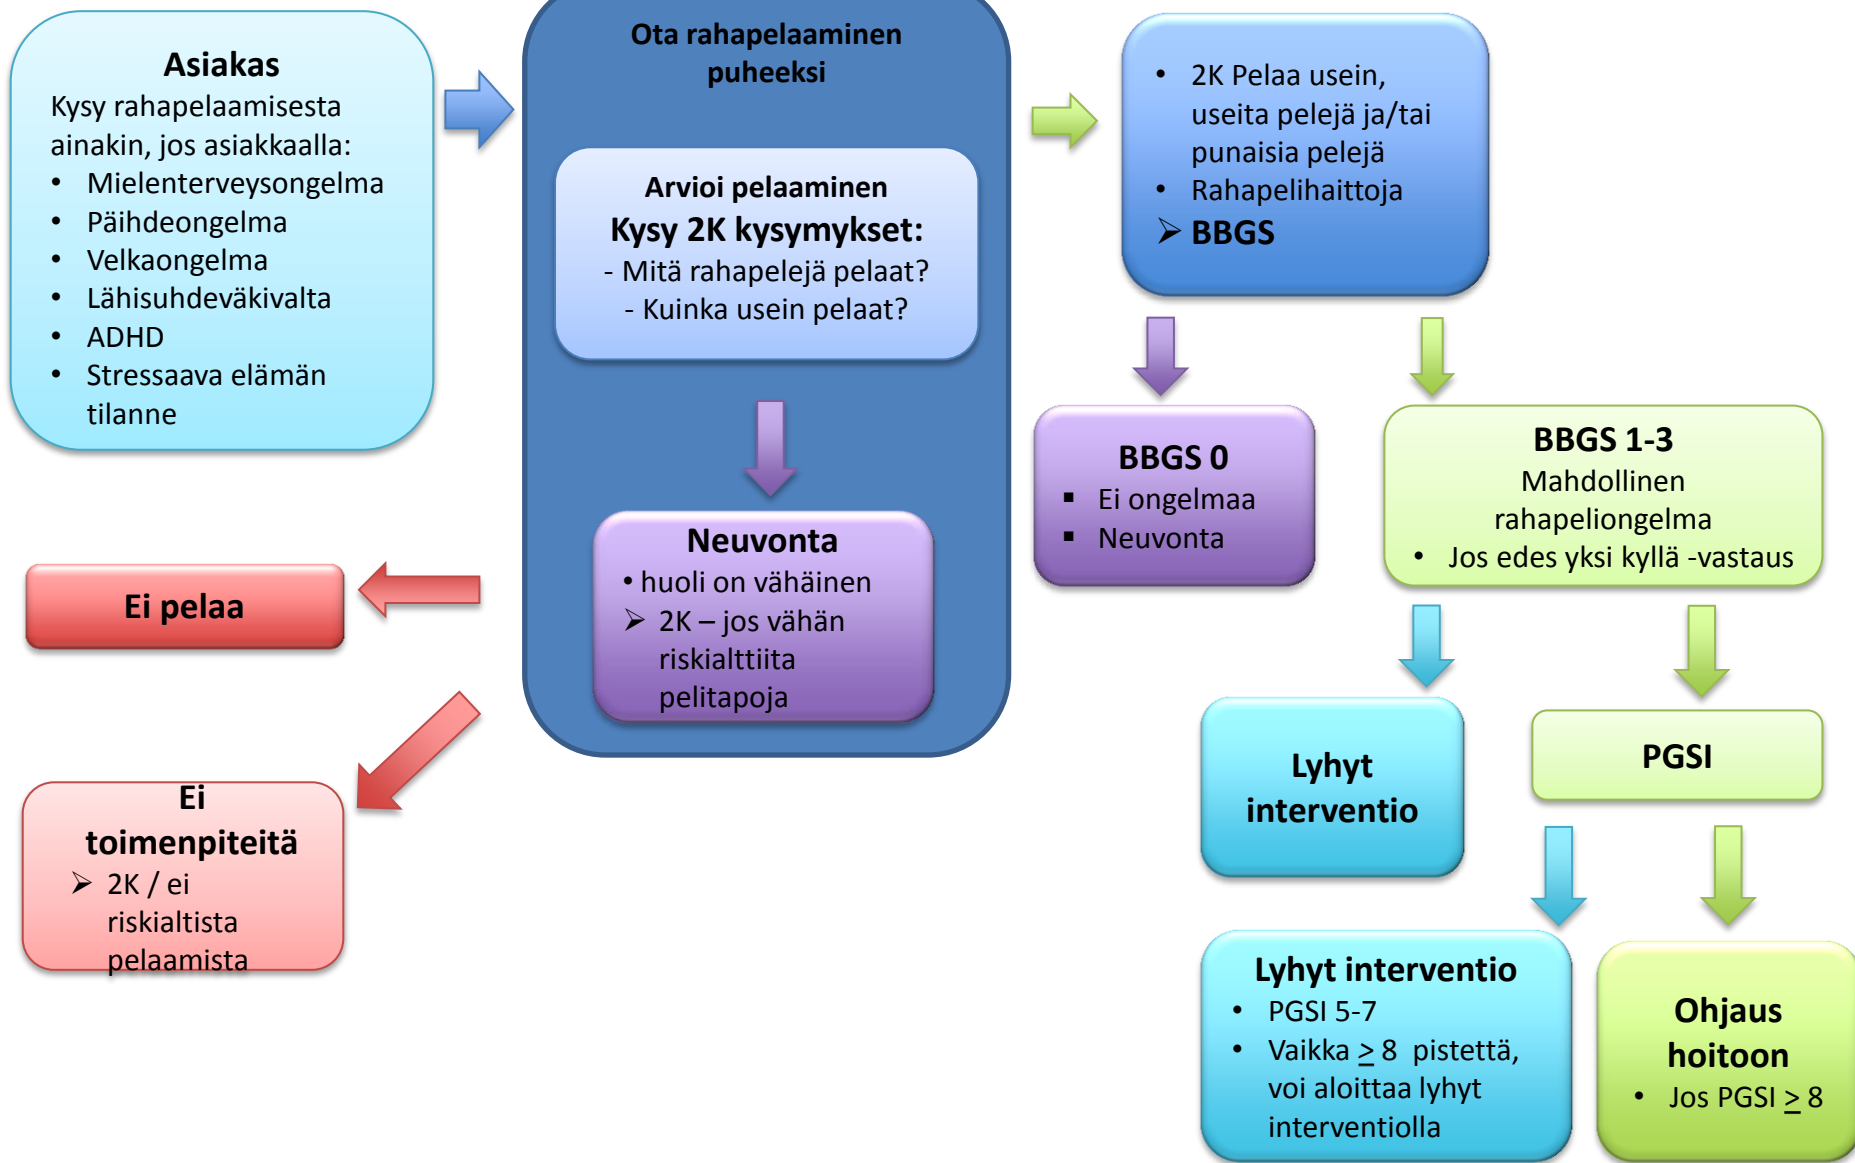 Asiakas
Kysy rahapelaamisesta
ainakin, jos asiakkaalla:
• Mielenterveysongelma
• Päihdeongelma
• Velkaongelma
• Lähisuhdeväkivalta
• ADHD
• Stressaava elämän
tilanne
Ota rahapelaaminen
puheeksi
Arvioi pelaaminen
Kysy 2K kysymykset:
- Mitä rahapelejä pelaat?
- Kuinka usein pelaat?
Neuvonta
• huoli on vähäinen
➢ 2K – jos vähän
riskialttiita
pelitapoja
Ei pelaa
Ei
toimenpiteitä
➢ 2K / ei
riskialtista
pelaamista
• 2K Pelaa usein,
useita pelejä ja/tai
punaisia pelejä
• Rahapelihaittoja
➢ BBGS
BBGS 0
▪ Ei ongelmaa
▪ Neuvonta
BBGS 1-3
Mahdollinen
rahapeliongelma
• Jos edes yksi kyllä -vastaus
Lyhyt
interventio
PGSI
Lyhyt interventio
• PGSI 5-7
• Vaikka ≥ 8 pistettä,
voi aloittaa lyhyt
interventiolla
Ohjaus
hoitoon
• Jos PGSI ≥ 8